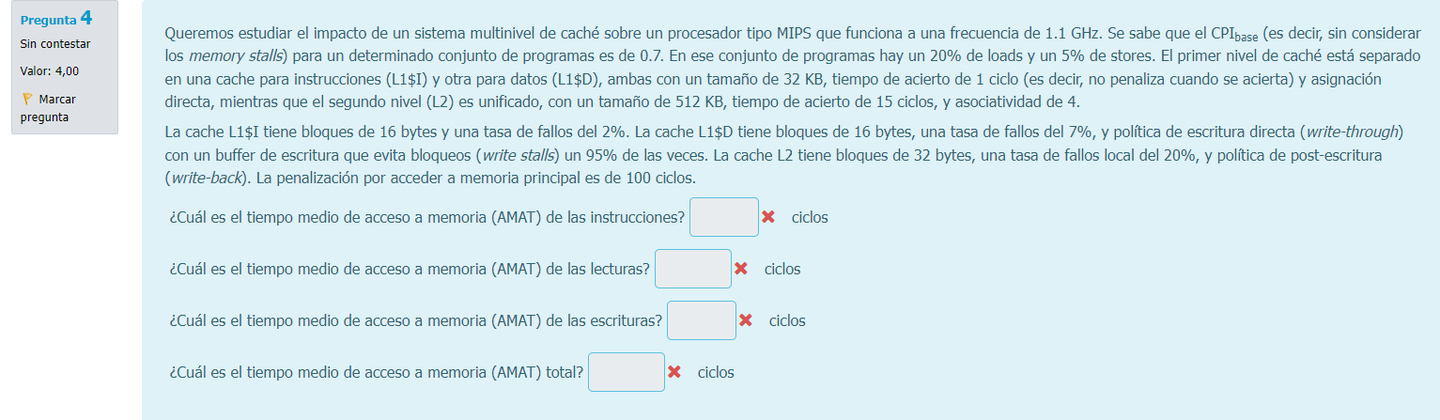 Pregunta 4
Sin contestar
Valor: 4,00
Marcar
pregunta
Queremos estudiar el impacto de un sistema multinivel de caché sobre un procesador tipo MIPS que funciona a una frecuencia de 1.1 GHz. Se sabe que el CPIbase (es decir, sin considerar
los memory stalls) para un determinado conjunto de programas es de 0.7. En ese conjunto de programas hay un 20% de loads y un 5% de stores. El primer nivel de caché está separado
en una cache para instrucciones (L1$I) y otra para datos (L1$D), ambas con un tamaño de 32 KB, tiempo de acierto de 1 ciclo (es decir, no penaliza cuando se acierta) y asignación
directa, mientras que el segundo nivel (L2) es unificado, con un tamaño de 512 KB, tiempo de acierto de 15 ciclos, y asociatividad de 4.
La cache L1$I tiene bloques de 16 bytes y una tasa de fallos del 2%. La cache L1$D tiene bloques de 16 bytes, una tasa de fallos del 7%, y política de escritura directa (write-through)
con un buffer de escritura que evita bloqueos (write stalls) un 95% de las veces. La cache L2 tiene bloques de 32 bytes, una tasa de fallos local del 20%, y política de post-escritura
(write-back). La penalización por acceder a memoria principal es de 100 ciclos.
¿Cuál es el tiempo medio de acceso a memoria (AMAT) de las instrucciones? ciclos
¿Cuál es el tiempo medio de acceso a memoria (AMAT) de las lecturas? ciclos
¿Cuál es el tiempo medio de acceso a memoria (AMAT) de las escrituras? ciclos
¿Cuál es el tiempo medio de acceso a memoria (AMAT) total? ciclos